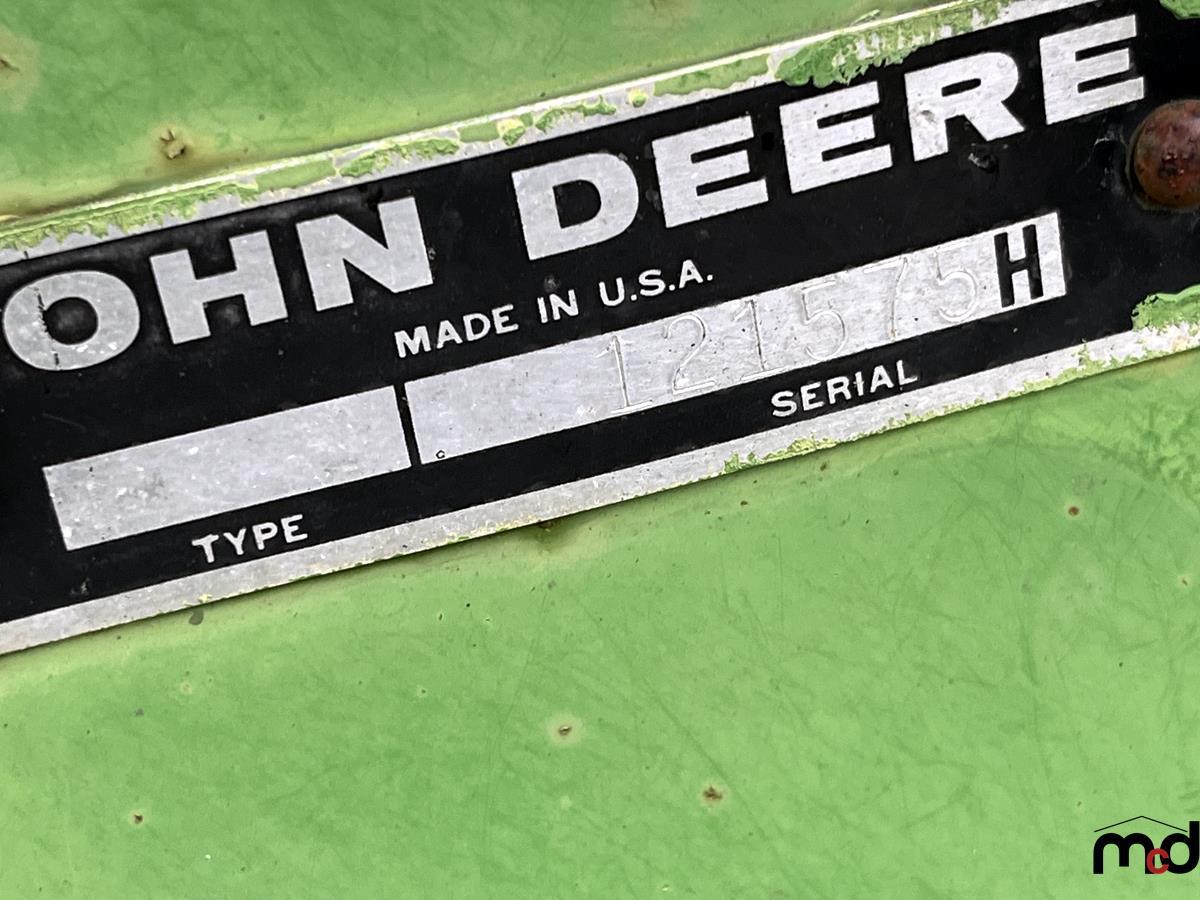 OHN DEERE
MADE IN U.S.A.
121575H
TYPE SERIAL
mcd